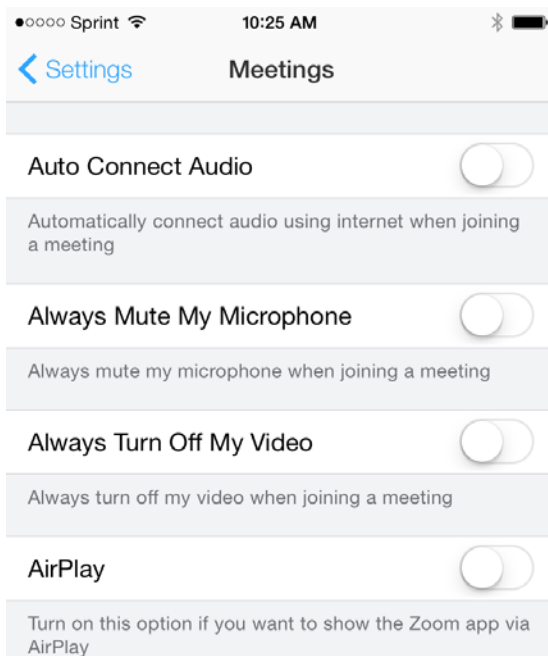 Sprint 10:25 AM
Settings Meetings
Auto Connect Audio
Automatically connect audio using internet when joining
a meeting
Always Mute My Microphone
Always mute my microphone when joining a meeting
Always Turn Off My Video
Always turn off my video when joining a meeting
AirPlay
Turn on this option if you want to show the Zoom app via
AirPlay